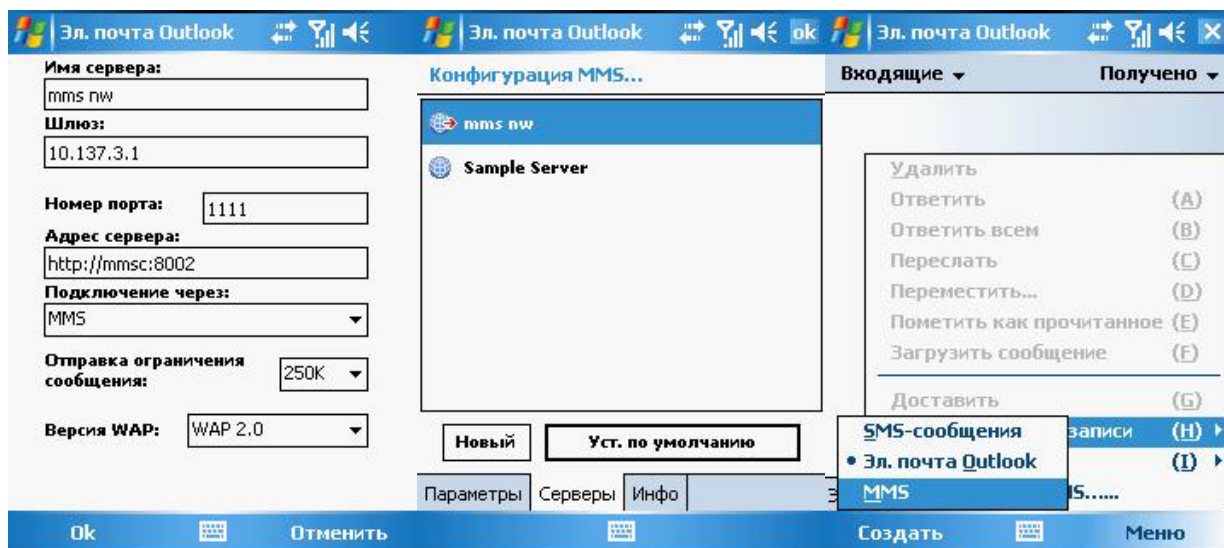 Эл. почта Outlook
Имя сервера:
mms nw
Шлюз:
10.137.3.1
Номер порта:
1111
Адрес сервера:
http://mmsc:8002
Подключение через:
MMS
Отправка ограничения
сообщения:
250K
Версия WAP:
WAP 2.0
Ok
Отменить
Эл. почта Outlook
ok
Конфигурация MMS...
mms nw
Sample Server
Новый
Уст. по умолчанию
Параметры
Серверы
Инфо
Эл. почта Outlook
Входящие
Получено
Удалить
Ответить (A)
Ответить всем (B)
Переслать (C)
Переместить... (D)
Пометить как прочитанное (E)
Загрузить сообщение (F)
Доставить (G)
записи (H)
(I)
SMS-сообщения
Эл. почта Outlook
MMS
Создать
Меню